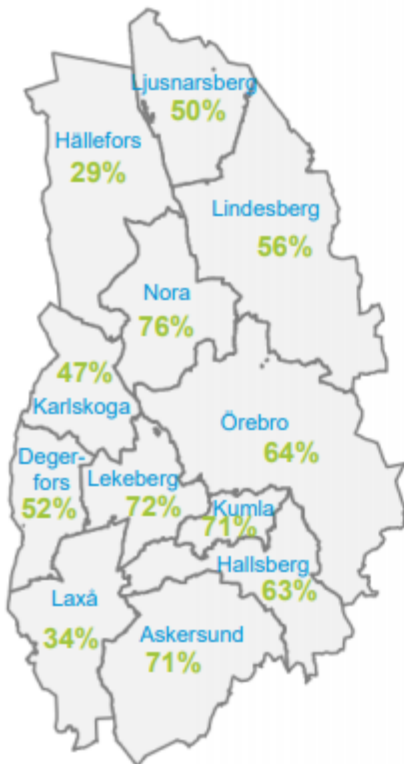 Ljusnarsberg
50%
Hällefors
29%
Lindesberg
56%
Nora
76%
47%
Karlskoga
Örebro
64%
Deger-
fors
52%
Lekeberg
72%
Kumla
71%
Hallsberg
63%
Laxå
34%
Askersund
71%